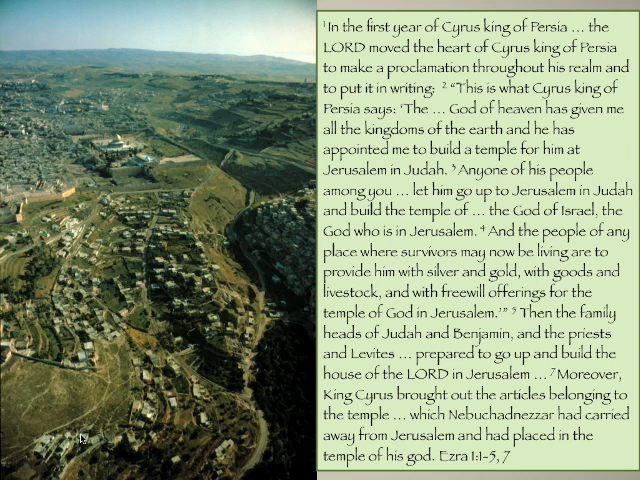 ¹ In the first year of Cyrus king of Persia … the
LORD moved the heart of Cyrus king of Persia
to make a proclamation throughout his realm and
to put it in writing: ² “This is what Cyrus king of
Persia says: ‘The … God of heaven has given me
all the kingdoms of the earth and he has
appointed me to build a temple for him at
Jerusalem in Judah. ³ Anyone of his people
among you … let him go up to Jerusalem in Judah
and build the temple of … the God of Israel, the
God who is in Jerusalem. ⁴ And the people of any
place where survivors may now be living are to
provide him with silver and gold, with goods and
livestock, and with freewill offerings for the
temple of God in Jerusalem.’” ⁵ Then the family
heads of Judah and Benjamin, and the priests
and Levites … prepared to go up and build the
house of the LORD in Jerusalem … ⁷ Moreover,
King Cyrus brought out the articles belonging to
the temple … which Nebuchadnezzar had carried
away from Jerusalem and had placed in the
temple of his god. Ezra 1:1-5, 7